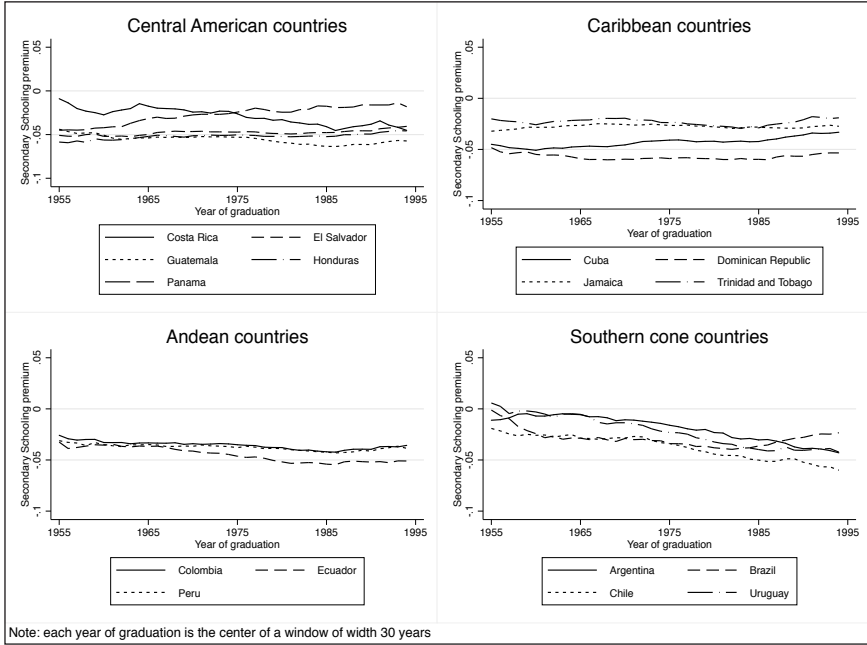 Central American countries
Secondary Schooling premium
.05
0
-.05
-.1
1955 1965 1975 1985 1995
Year of graduation
Costa Rica El Salvador
Guatemala Honduras
Panama
Caribbean countries
Secondary Schooling premium
.05
0
-.05
-.1
1955 1965 1975 1985 1995
Year of graduation
Cuba Dominican Republic
Jamaica Trinidad and Tobago
Andean countries
Secondary Schooling premium
.05
0
-.05
-.1
1955 1965 1975 1985 1995
Year of graduation
Colombia Ecuador
Peru
Southern cone countries
Secondary Schooling premium
.05
0
-.05
-.1
1955 1965 1975 1985 1995
Year of graduation
Argentina Brazil
Chile Uruguay
Note: each year of graduation is the center of a window of width 30 years